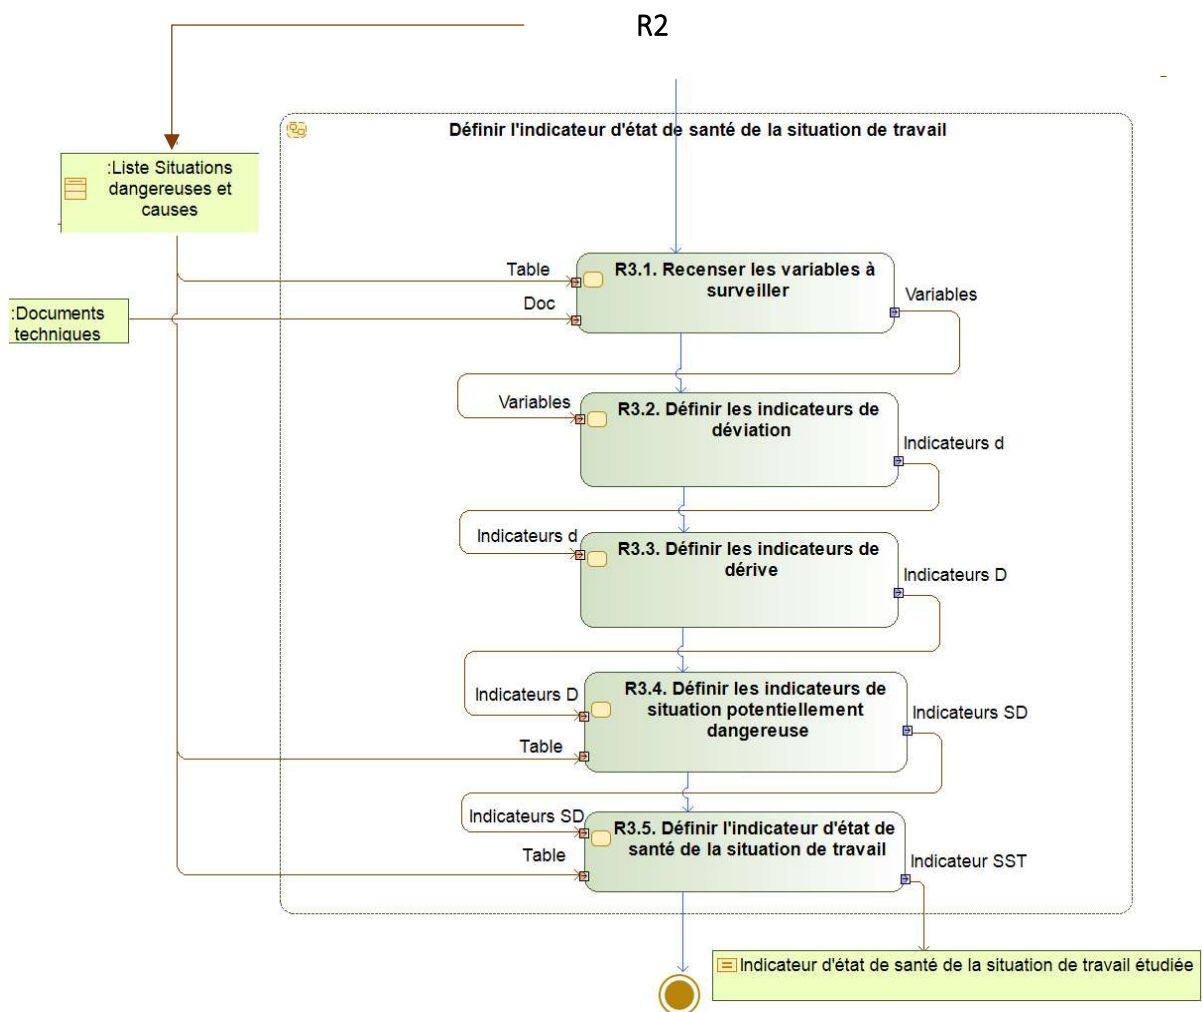 R2
Définir l'indicateur d'état de santé de la situation de travail
:Liste Situations
dangereuses et
causes
Table
R3.1. Recenser les variables à
surveiller
Variables
Doc
:Documents
techniques
Variables
R3.2. Définir les indicateurs de
déviation
Indicateurs d
Indicateurs d
R3.3. Définir les indicateurs de
dérive
Indicateurs D
Indicateurs D
R3.4. Définir les indicateurs de
situation potentiellement
dangereuse
Indicateurs SD
Table
Indicateurs SD
R3.5. Définir l'indicateur d'état de
santé de la situation de travail
Table
Indicateur SST
Indicateur d'état de santé de la situation de travail étudiée